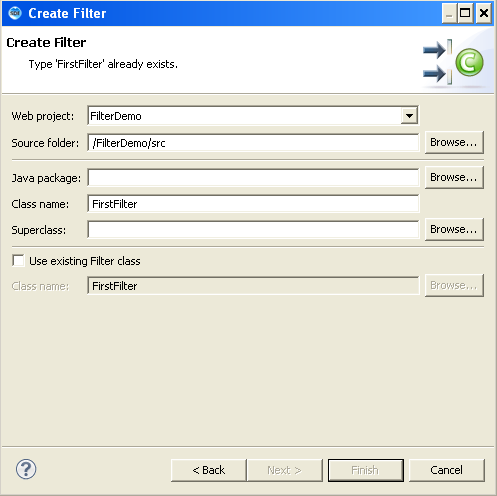 Create Filter
Create Filter
Type 'FirstFilter' already exists.
C
Web project: FilterDemo
Source folder: /FilterDemo/src Browse...
Java package: Browse...
Class name: FirstFilter
Superclass: Browse...
Use existing Filter class
Class name: FirstFilter Browse...
? < Back Next > Finish Cancel